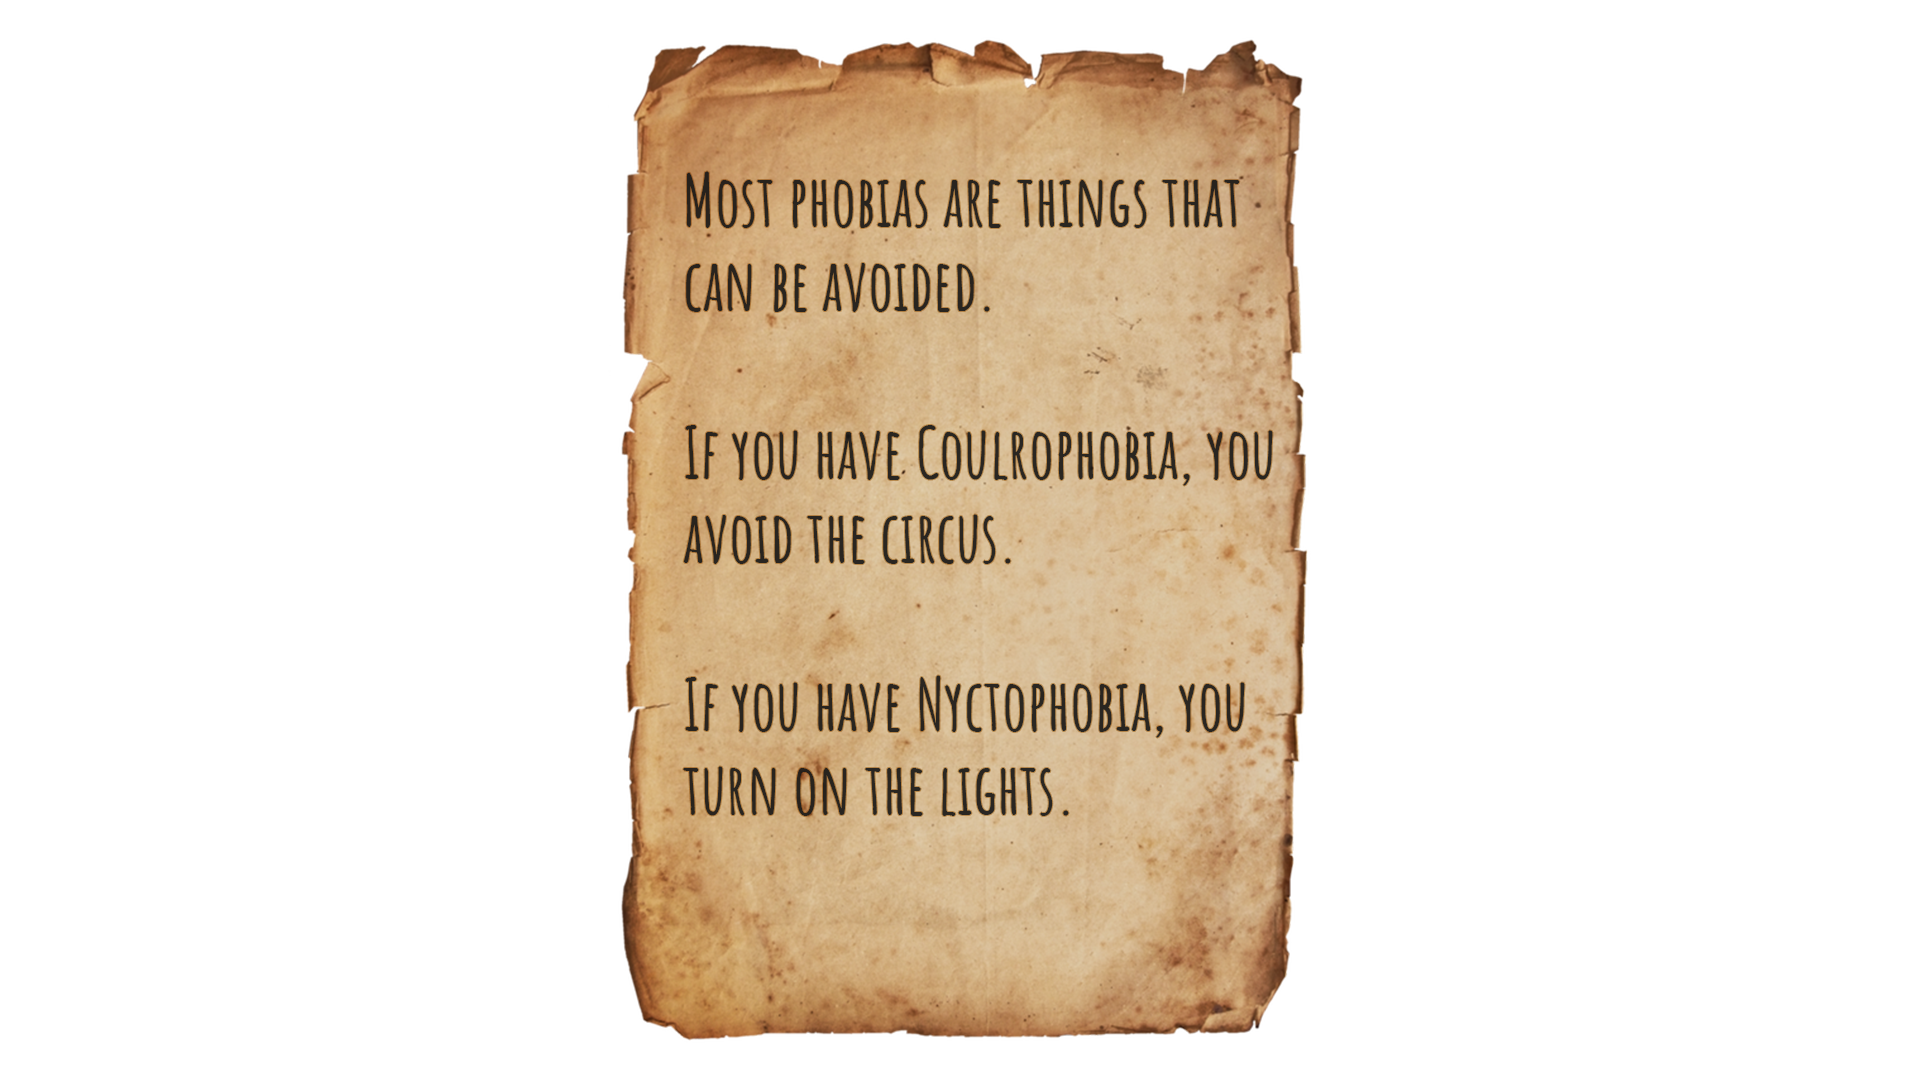 Most phobias are things that
can be avoided.
If you have Coulrophobia, you
avoid the circus.
If you have Nyctophobia, you
turn on the lights.